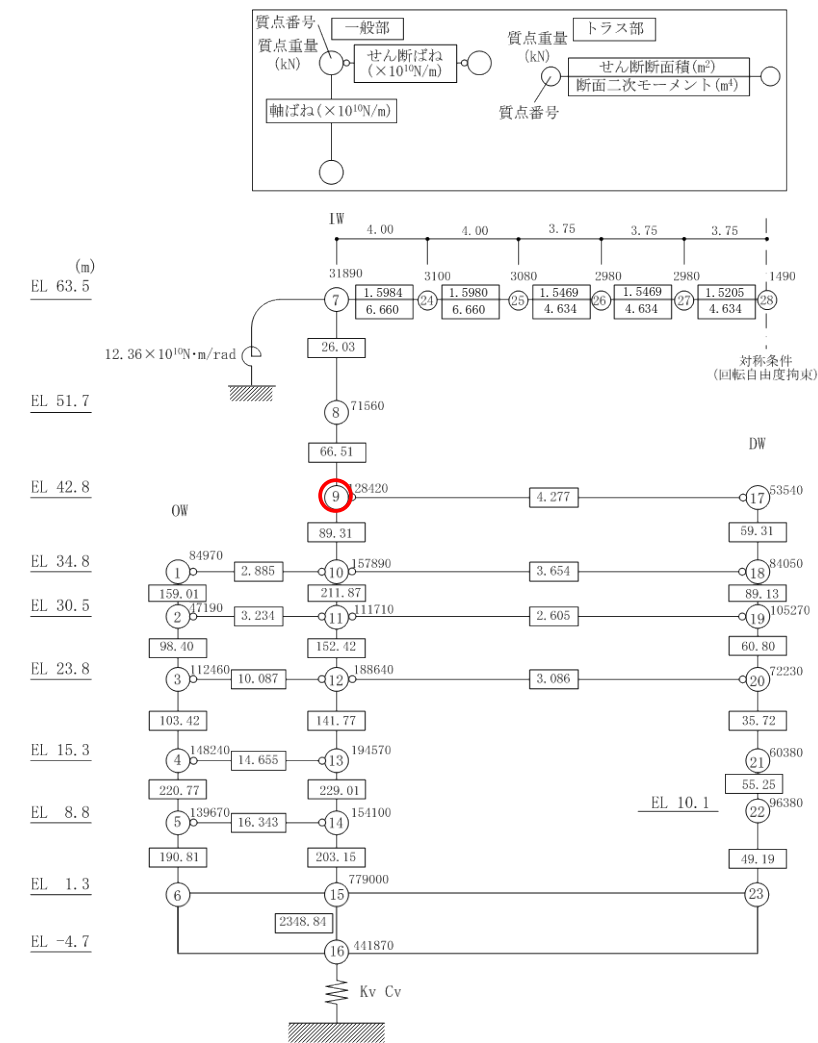 質点番号
一般部
質点重量
(kN)
せん断ばね
(×10¹⁰N/m)
軸ばね(×10¹⁰N/m)
トラス部
質点重量
(kN)
せん断断面積(m²)
断面二次モーメント(m⁴)
質点番号
IW
4.00 4.00 3.75 3.75 3.75
(m)
31890 3100 3080 2980 2980 1490
EL 63.5
7 1.5984 24 1.5980 25 1.5469 26 1.5469 27 1.5205 28
6.660 6.660 4.634 4.634 4.634
26.03
12.36×10¹⁰N・m/rad
対称条件
(回転自由度拘束)
EL 51.7
8 71560
66.51
DW
EL 42.8
9 128420 4.277 17 53540
OW
89.31 59.31
EL 34.8
1 84970 2.885 10 157890 3.654 18 84050
159.01 211.87 89.13
EL 30.5
2 47190 3.234 11 111710 2.605 19 105270
98.40 152.42 60.80
EL 23.8
3 112460 10.087 12 188640 3.086 20 72230
103.42 141.77 35.72
EL 15.3
4 148240 14.655 13 194570 21 60380
220.77 229.01 55.25
EL 8.8
5 139670 16.343 14 154100 EL 10.1 22 96380
190.81 203.15 49.19
EL 1.3
6 15 779000 23
2348.84
EL -4.7
16 441870
Kv Cv